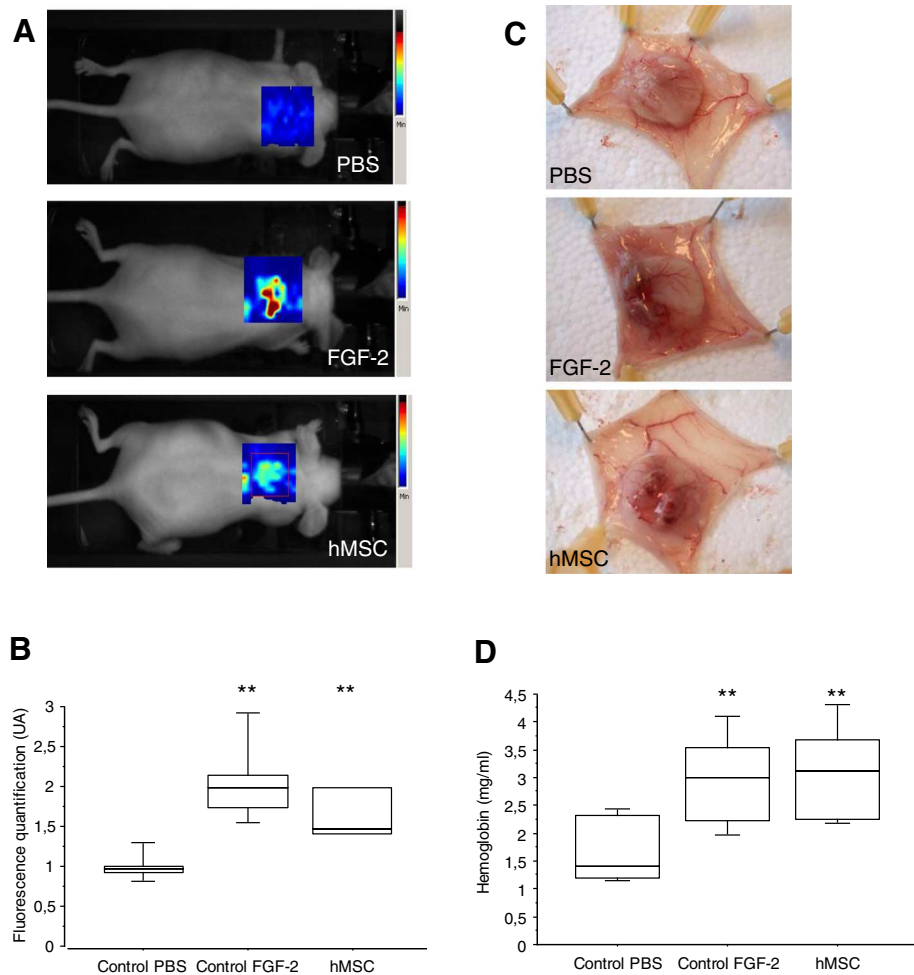 A
Min
PBS
Min
FGF-2
Min
hMSC
C
PBS
FGF-2
hMSC
B
Fluorescence quantification (UA)
3
2,5
2
1,5
1
0,5
0
**
**
Control PBS
Control FGF-2
hMSC
D
Hemoglobin (mg/ml)
4,5
4
3,5
3
2,5
2
1,5
1
0,5
0
**
**
Control PBS
Control FGF-2
hMSC